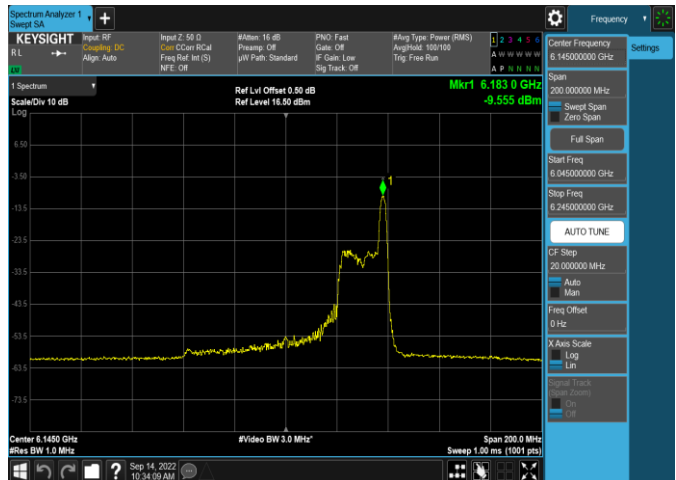 Spectrum Analyzer 1
Swept SA
+
Frequency
KEYSIGHT
RL
LV
Input: RF
Coupling: DC
Align: Auto
Input Z: 50 Ω
Corr CCorr RCal
Freq Ref: Int (S)
NFE: Off
#Atten: 16 dB
Preamp: Off
µW Path: Standard
PNO: Fast
Gate: Off
IF Gain: Low
Sig Track: Off
#Avg Type: Power (RMS)
Avg|Hold: 100/100
Trig: Free Run
1 2 3 4 5 6
A W W W W W
A P N N N N
1 Spectrum
Scale/Div 10 dB
Log
Ref Lvl Offset 0.50 dB
Ref Level 16.50 dBm
Mkr1 6.183 0 GHz
-9.555 dBm
1
6.50
-3.50
-13.5
-23.5
-33.5
-43.5
-53.5
-63.5
-73.5
Center 6.1450 GHz
#Res BW 1.0 MHz
#Video BW 3.0 MHz*
Span 200.0 MHz
Sweep 1.00 ms (1001 pts)
Center Frequency
6.145000000 GHz
Settings
Span
200.000000 MHz
Swept Span
Zero Span
Full Span
Start Freq
6.045000000 GHz
Stop Freq
6.245000000 GHz
AUTO TUNE
CF Step
20.000000 MHz
Auto
Man
Freq Offset
0 Hz
X Axis Scale
Log
Lin
Signal Track
(Span Zoom)
On
Off
?
Sep 14, 2022
10:34:09 AM